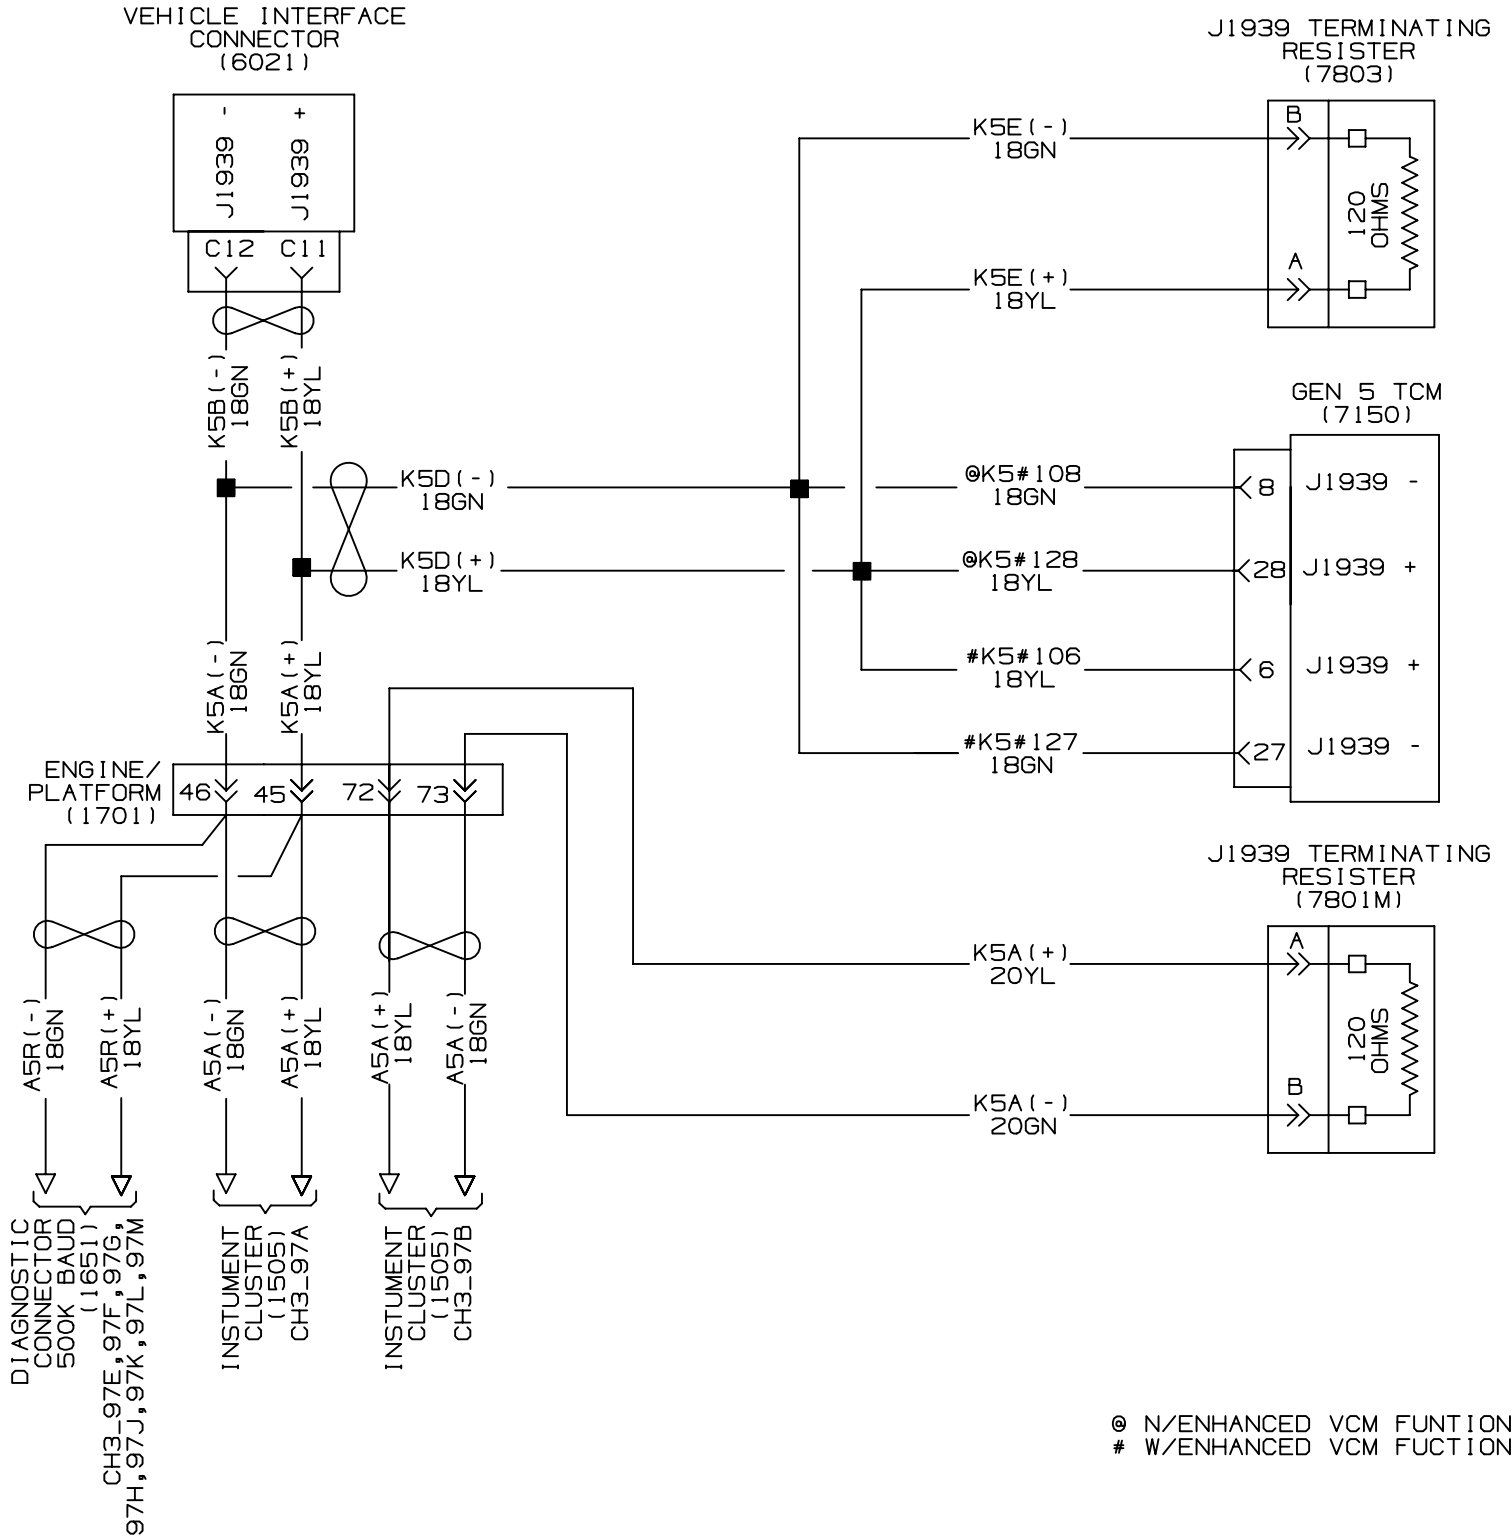 VEHICLE INTERFACE
CONNECTOR
(6021)
J1939 -
J1939 +
C12 C11
K5B(-)
18GN
K5B(+)
18YL
K5D(-)
18GN
K5D(+)
18YL
K5A(-)
18GN
K5A(+)
18YL
J1939 TERMINATING
RESISTER
(7803)
K5E(-)
18GN
B
120
OHMS
K5E(+)
18YL
A
GEN 5 TCM
(7150)
@K5#108
18GN
8 J1939 -
@K5#128
18YL
28 J1939 +
#K5#106
18YL
6 J1939 +
#K5#127
18GN
27 J1939 -
ENGINE/
PLATFORM
(1701)
46 45 72 73
J1939 TERMINATING
RESISTER
(7801M)
K5A(+)
20YL
A
120
OHMS
K5A(-)
20GN
B
A5R(-)
18GN
A5R(+)
18YL
A5A(-)
18GN
A5A(+)
18YL
A5A(+)
18YL
A5A(-)
18GN
DIAGNOSTIC
CONNECTOR
500K BAUD
(1651)
CH3_97E,97F,97G,
97H,97J,97K,97L,97M
INSTUMENT
CLUSTER
(1505)
CH3_97A
INSTUMENT
CLUSTER
(1505)
CH3_97B
@ N/ENHANCED VCM FUNTION
# W/ENHANCED VCM FUCTION